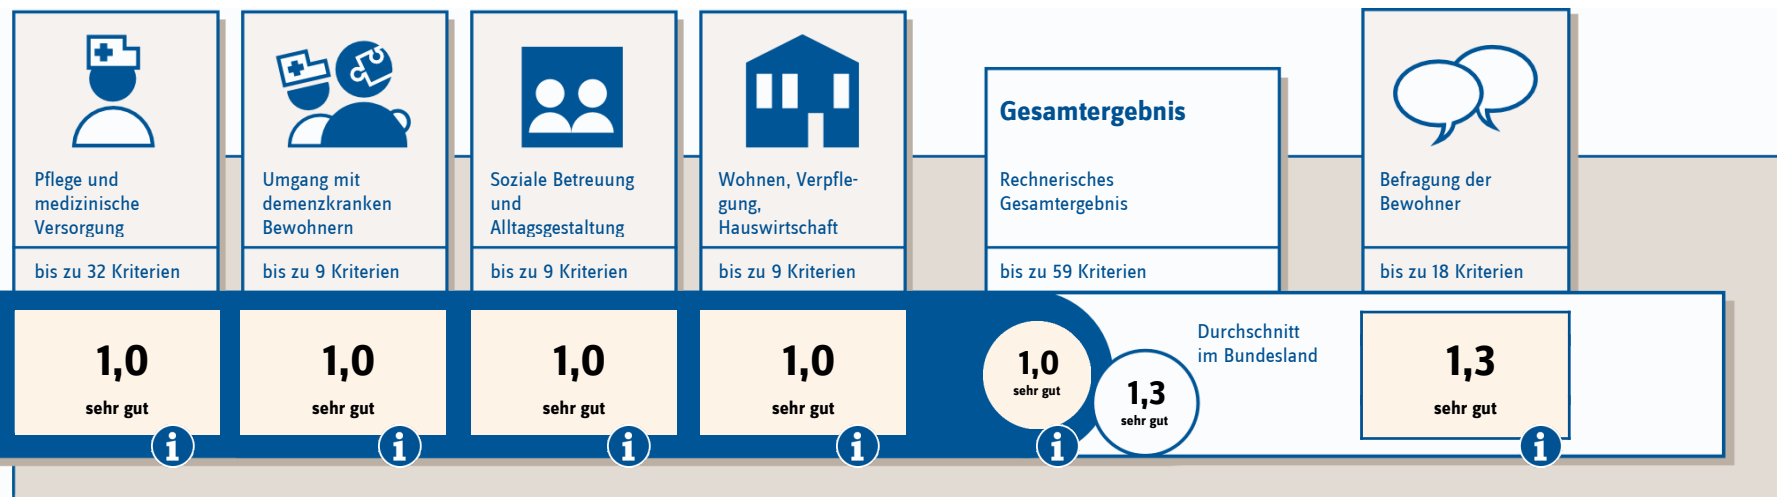 Pflege und
medizinische
Versorgung
bis zu 32 Kriterien
1,0
sehr gut
i
Umgang mit
demenzkranken
Bewohnern
bis zu 9 Kriterien
1,0
sehr gut
i
Soziale Betreuung
und
Alltagsgestaltung
bis zu 9 Kriterien
1,0
sehr gut
i
Wohnen, Verpfle-
gung,
Hauswirtschaft
bis zu 9 Kriterien
1,0
sehr gut
i
Gesamtergebnis
Rechnerisches
Gesamtergebnis
bis zu 59 Kriterien
1,0
sehr gut
i
1,3
sehr gut
Durchschnitt
im Bundesland
Befragung der
Bewohner
bis zu 18 Kriterien
1,3
sehr gut
i